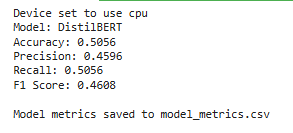 Device set to use cpu
Model: DistilBERT
Accuracy: 0.5056
Precision: 0.4596
Recall: 0.5056
F1 Score: 0.4608
Model metrics saved to model_metrics.csv